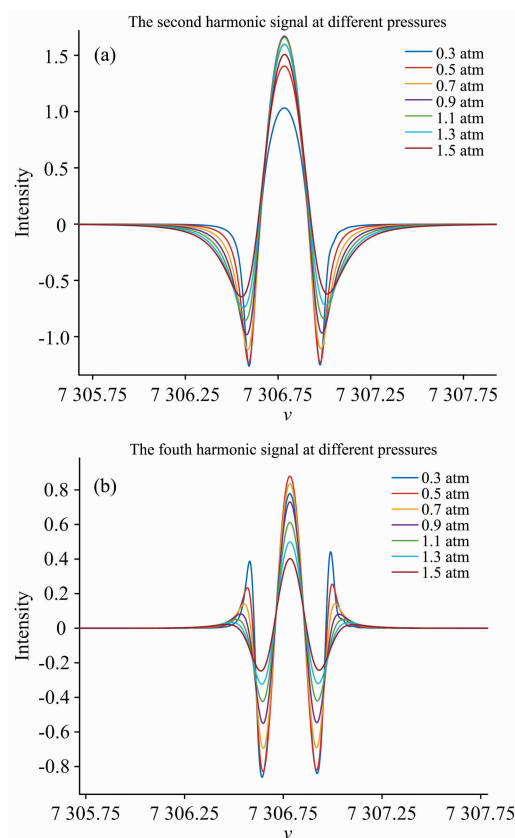 The second harmonic signal at different pressures
(a)
0.3 atm
0.5 atm
0.7 atm
0.9 atm
1.1 atm
1.3 atm
1.5 atm
1.5
1.0
0.5
0
-0.5
-1.0
Intensity
7 305.75 7 306.25 7 306.75 7 307.25 7 307.75
v
The fouth harmonic signal at different pressures
(b)
0.3 atm
0.5 atm
0.7 atm
0.9 atm
1.1 atm
1.3 atm
1.5 atm
0.8
0.6
0.4
0.2
0
-0.2
-0.4
-0.6
-0.8
Intensity
7 305.75 7 306.25 7 306.75 7 307.25 7 307.75
v